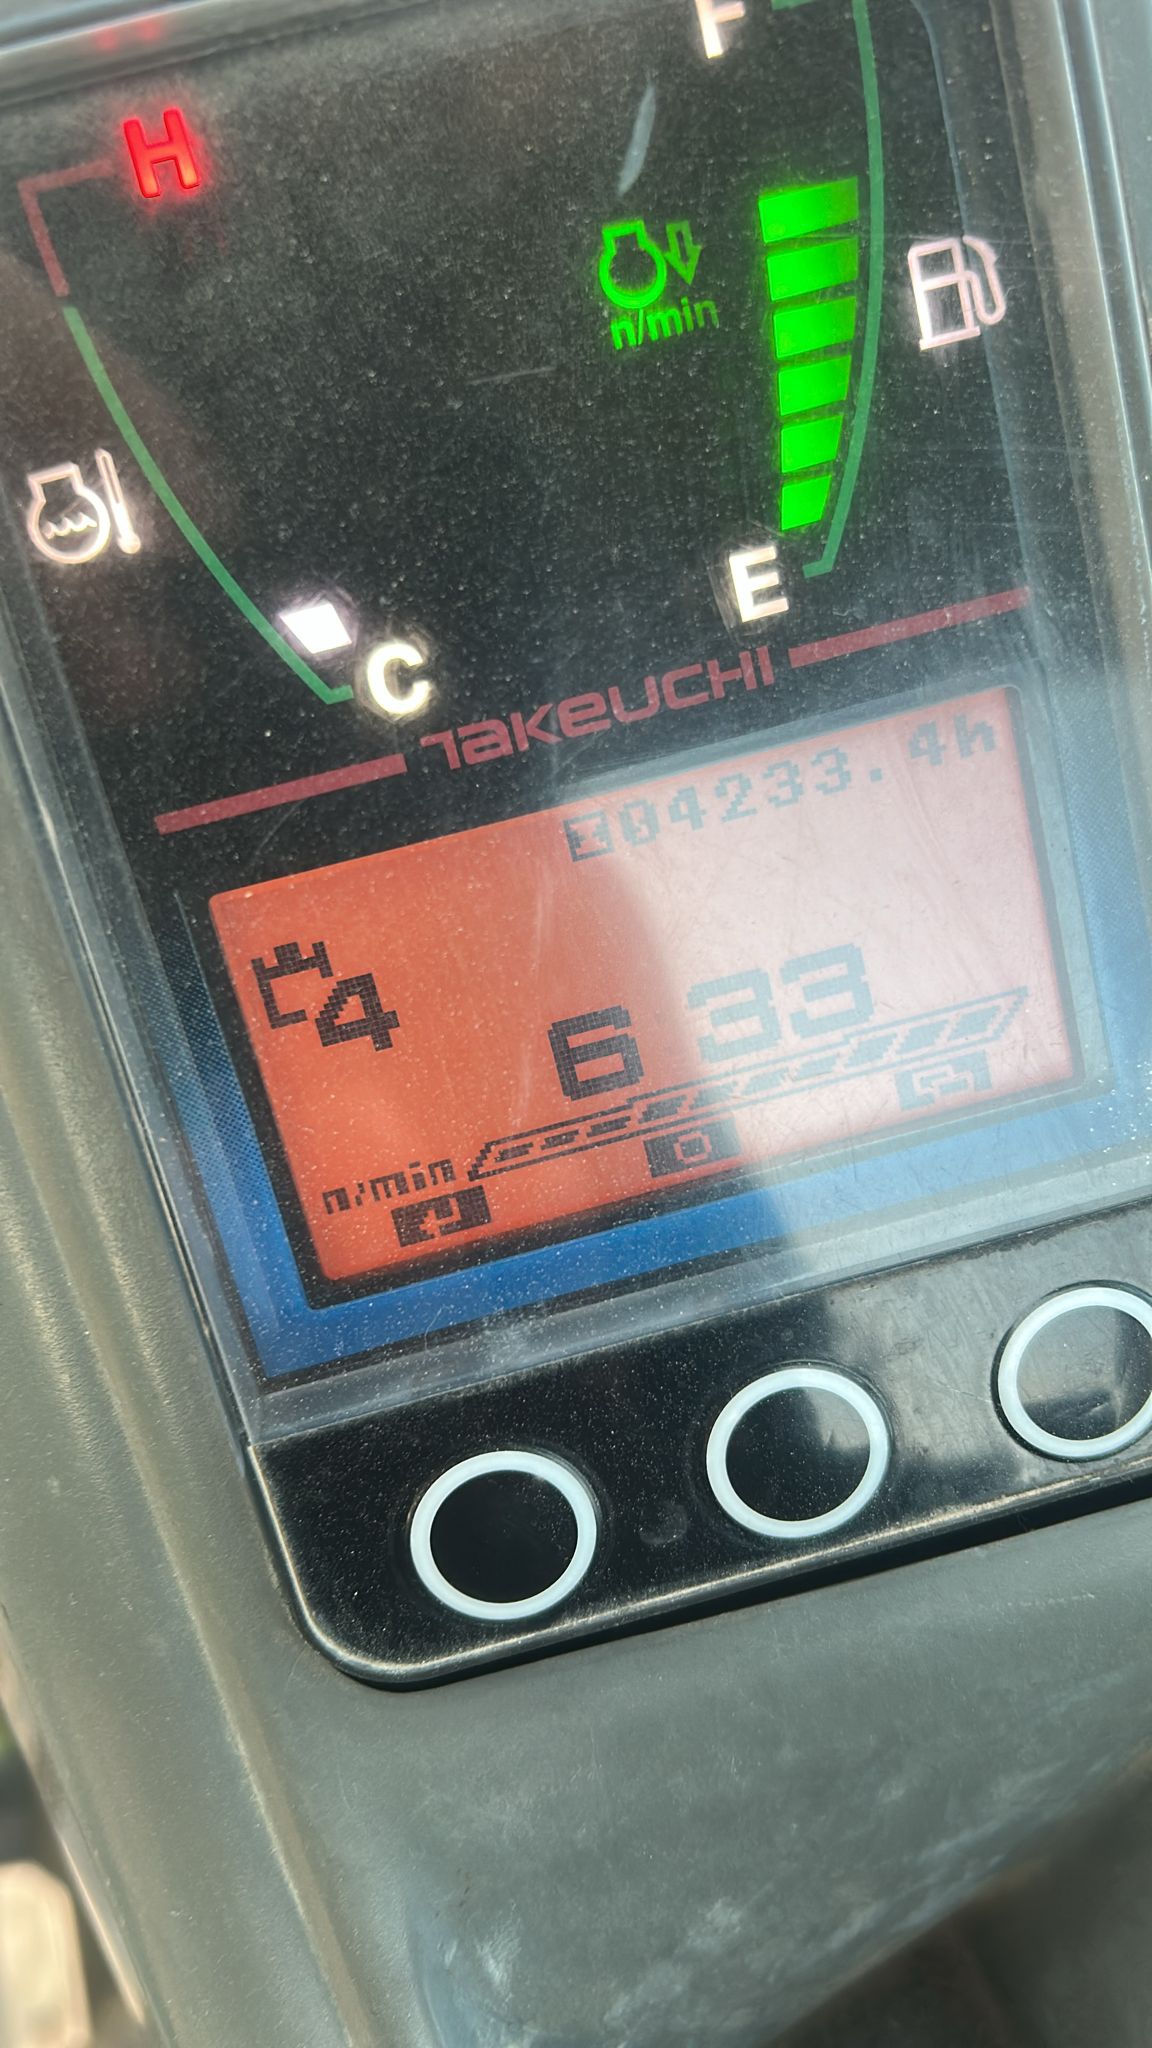 F
H
n/min
E
C
TAKEUCHI
04233.4h
4
6 33
n/min